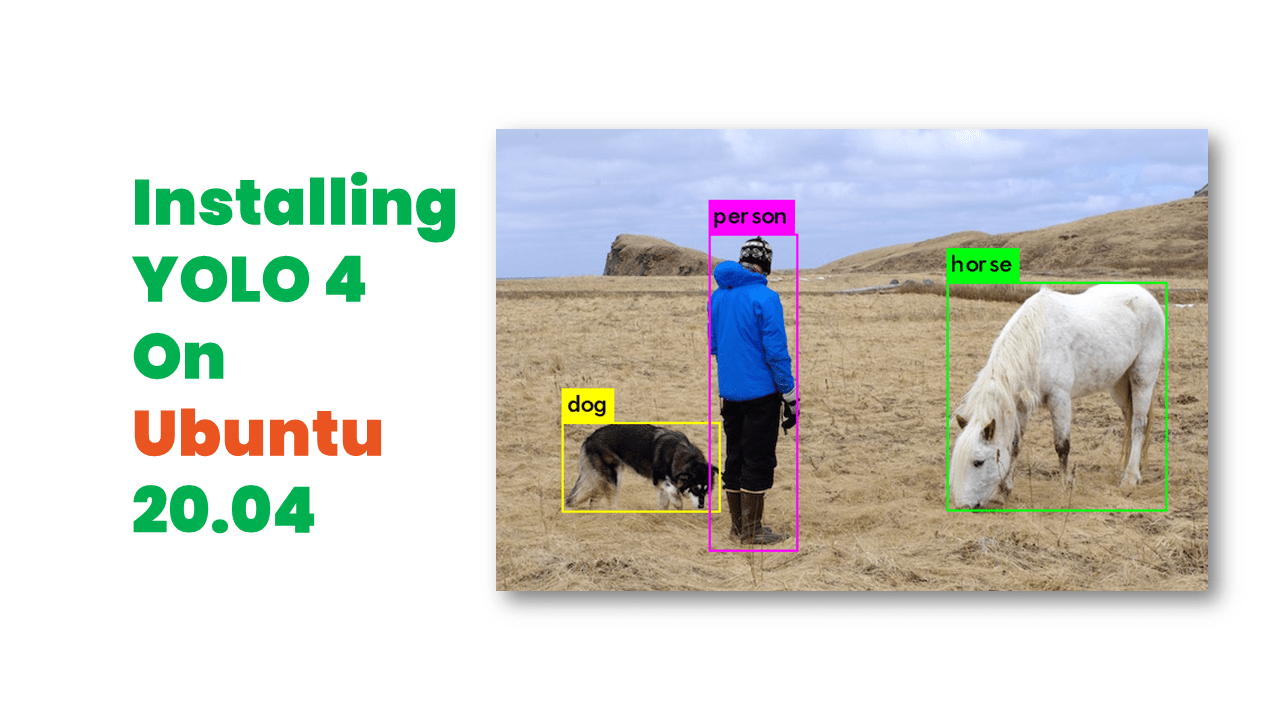 Installing
YOLO 4
On
Ubuntu
20.04
person
horse
dog